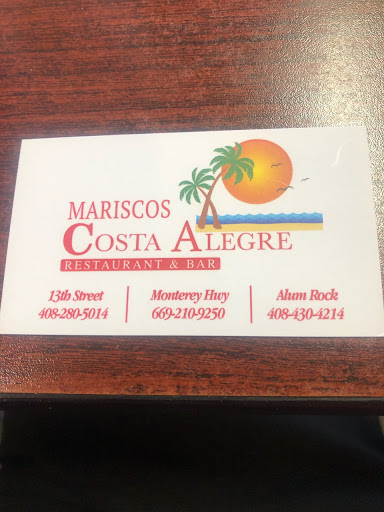 MARISCOS
COSTA ALEGRE
RESTAURANT & BAR
13th Street
408-280-5014
Monterey Hwy
669-210-9250
Alum Rock
408-430-4214